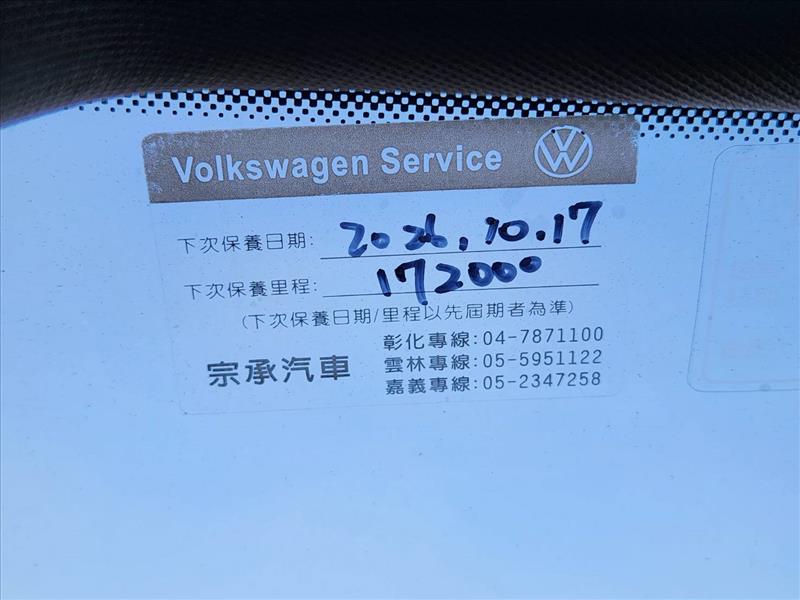 Volkswagen Service
下次保養日期: 2026.10.17
下次保養里程: 172000
(下次保養日期/里程以先屆期者為準)
宗承汽車
彰化專線:04-7871100
雲林專線:05-5951122
嘉義專線:05-2347258